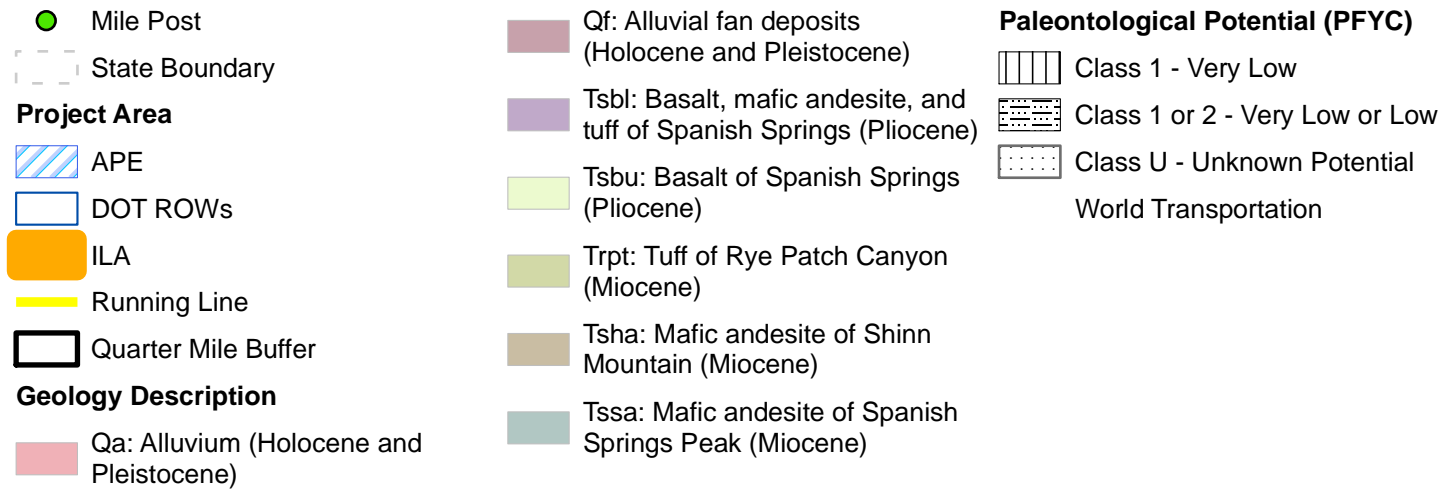 Mile Post
State Boundary
Project Area
APE
DOT ROWs
ILA
Running Line
Quarter Mile Buffer
Geology Description
Qa: Alluvium (Holocene and
Pleistocene)
Qf: Alluvial fan deposits
(Holocene and Pleistocene)
Tsbl: Basalt, mafic andesite, and
tuff of Spanish Springs (Pliocene)
Tsbu: Basalt of Spanish Springs
(Pliocene)
Trpt: Tuff of Rye Patch Canyon
(Miocene)
Tsha: Mafic andesite of Shinn
Mountain (Miocene)
Tssa: Mafic andesite of Spanish
Springs Peak (Miocene)
Paleontological Potential (PFYC)
Class 1 - Very Low
Class 1 or 2 - Very Low or Low
Class U - Unknown Potential
World Transportation